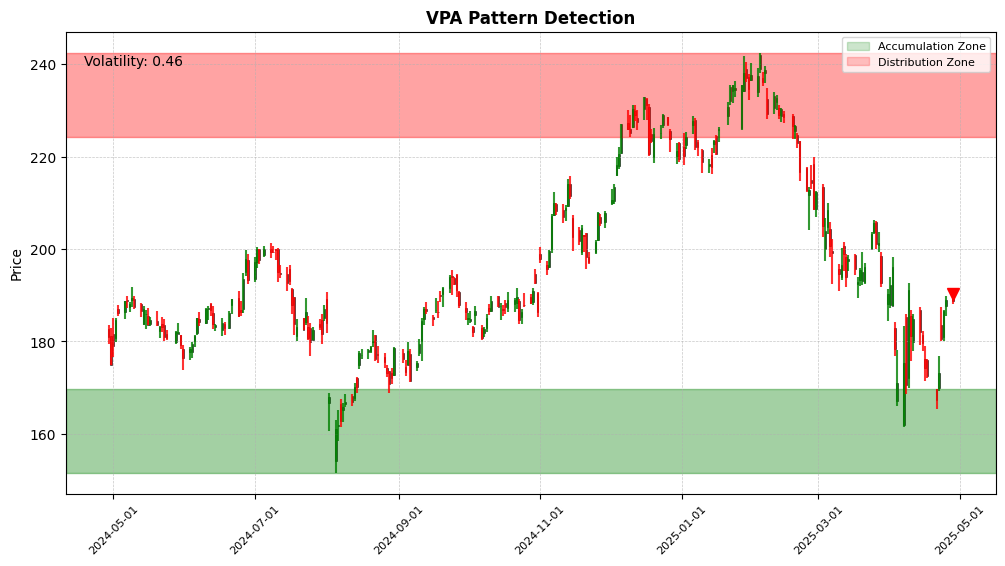 VPA Pattern Detection
Volatility: 0.46
Accumulation Zone
Distribution Zone
Price
240
220
200
180
160
2024-05-01
2024-07-01
2024-09-01
2024-11-01
2025-01-01
2025-03-01
2025-05-01